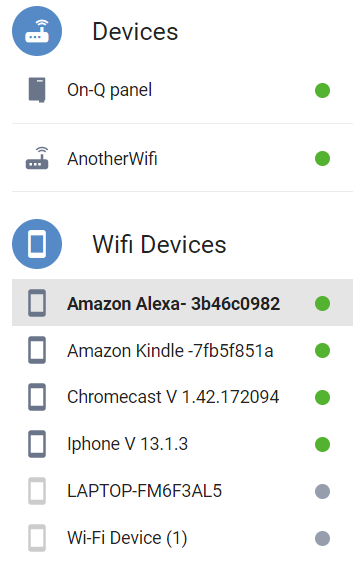 Devices
On-Q panel
AnotherWifi
Wifi Devices
Amazon Alexa- 3b46c0982
Amazon Kindle -7fb5f851a
Chromecast V 1.42.172094
Iphone V 13.1.3
LAPTOP-FM6F3AL5
Wi-Fi Device (1)